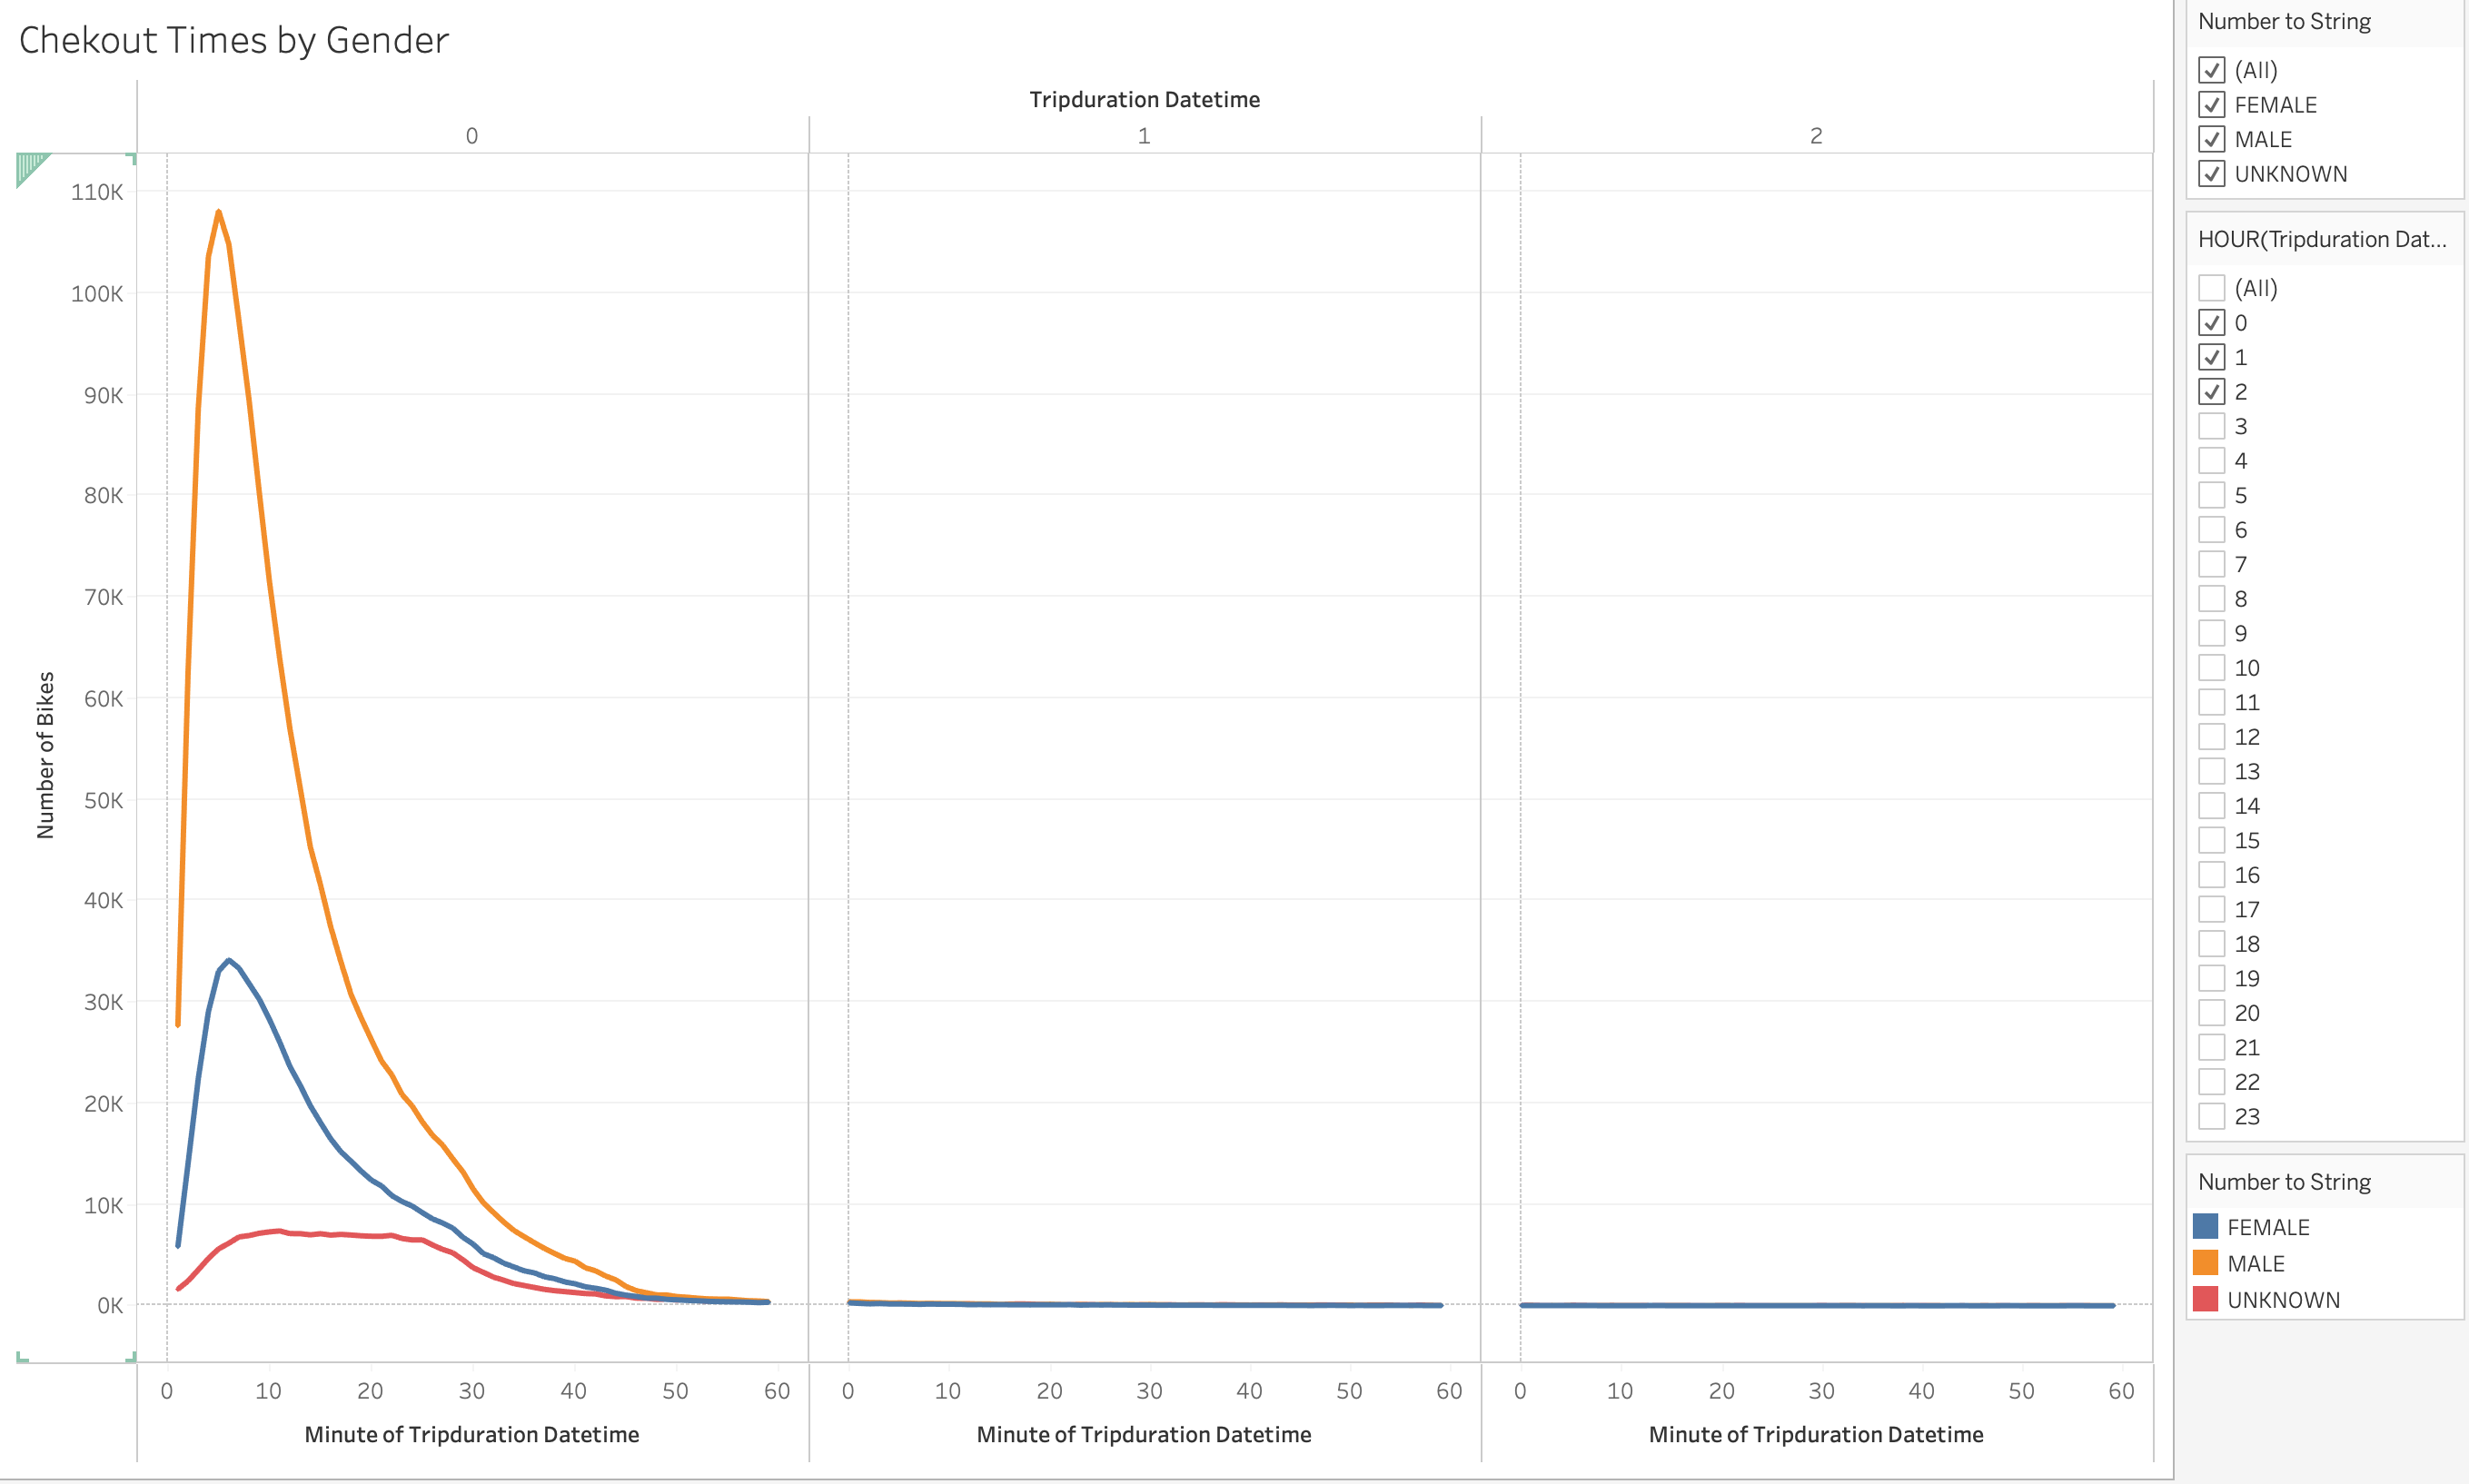 Chekout Times by Gender
Tripduration Datetime
0 1 2
Number of Bikes
110K
100K
90K
80K
70K
60K
50K
40K
30K
20K
10K
0K
0 10 20 30 40 50 60 0 10 20 30 40 50 60 0 10 20 30 40 50 60
Minute of Tripduration Datetime Minute of Tripduration Datetime Minute of Tripduration Datetime
Number to String
(All)
FEMALE
MALE
UNKNOWN
HOUR(Tripduration Dat...
(All)
0
1
2
3
4
5
6
7
8
9
10
11
12
13
14
15
16
17
18
19
20
21
22
23
Number to String
FEMALE
MALE
UNKNOWN